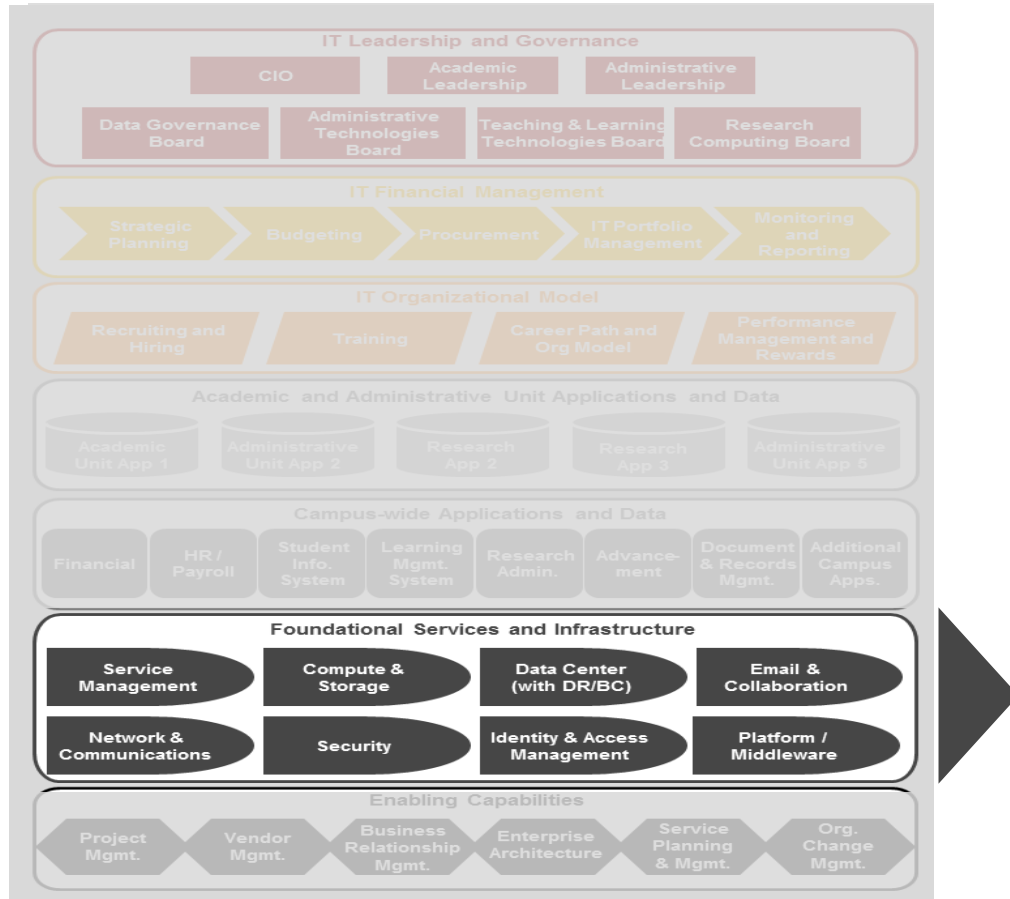 IT Leadership and Governance
CIO
Academic
Leadership
Administrative
Leadership
Data Governance
Board
Administrative
Technologies
Board
Teaching & Learning
Technologies Board
Research
Computing Board
IT Financial Management
Strategic
Planning
Budgeting
Procurement
IT Portfolio
Management
Monitoring
and
Reporting
IT Organizational Model
Recruiting and
Hiring
Training
Career Path and
Org Model
Performance
Management and
Rewards
Academic and Administrative Unit Applications and Data
Academic
Unit App 1
Administrative
Unit App 2
Research
App 2
Research
App 3
Administrative
Unit App 5
Campus-wide Applications and Data
Financial
HR /
Payroll
Student
Info.
System
Learning
Mgmt.
System
Research
Admin.
Advance-
ment
Document
& Records
Mgmt.
Additional
Campus
Apps.
Foundational Services and Infrastructure
Service
Management
Compute &
Storage
Data Center
(with DR/BC)
Email &
Collaboration
Network &
Communications
Security
Identity & Access
Management
Platform /
Middleware
Enabling Capabilities
Project
Mgmt.
Vendor
Mgmt.
Business
Relationship
Mgmt.
Enterprise
Architecture
Service
Planning
& Mgmt.
Org.
Change
Mgmt.